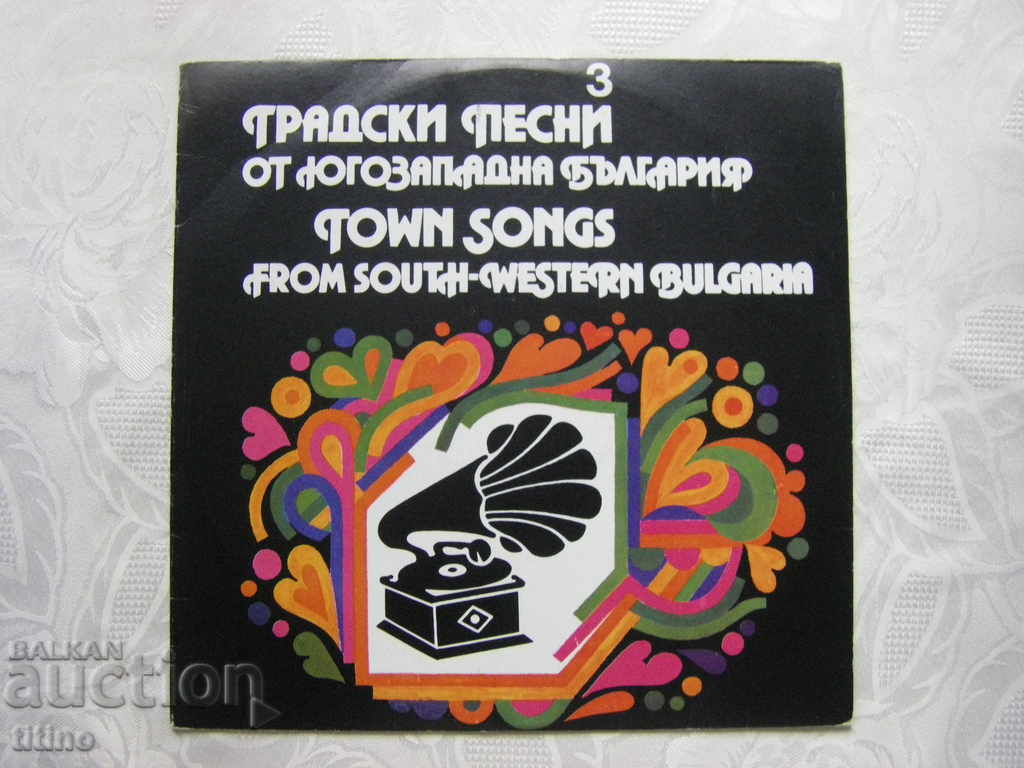 3
ГРАДСКИ ПЕСНИ
ОТ ЮГОЗАПАДНА БЪЛГАРИЯ
TOWN SONGS
FROM SOUTH-WESTERN BULGARIA
BALKAN
auction
titino